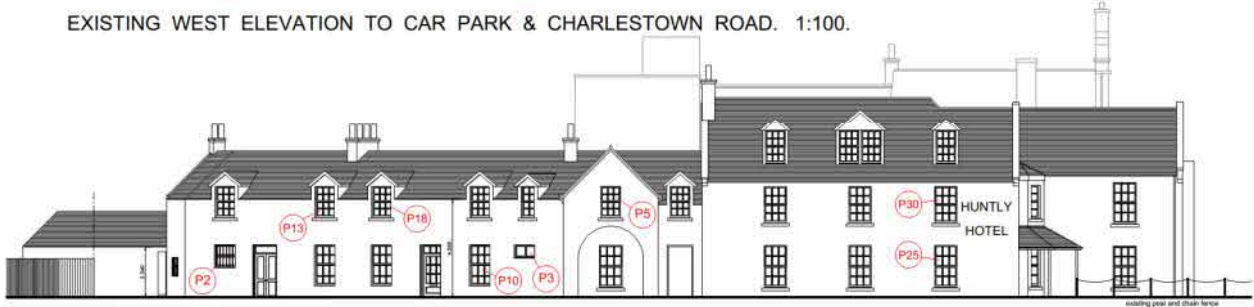 EXISTING WEST ELEVATION TO CAR PARK & CHARLESTOWN ROAD. 1:100.
P13
P18
P5
P30
HUNTLY
HOTEL
P2
P10
P3
P25
existing post and chain fence